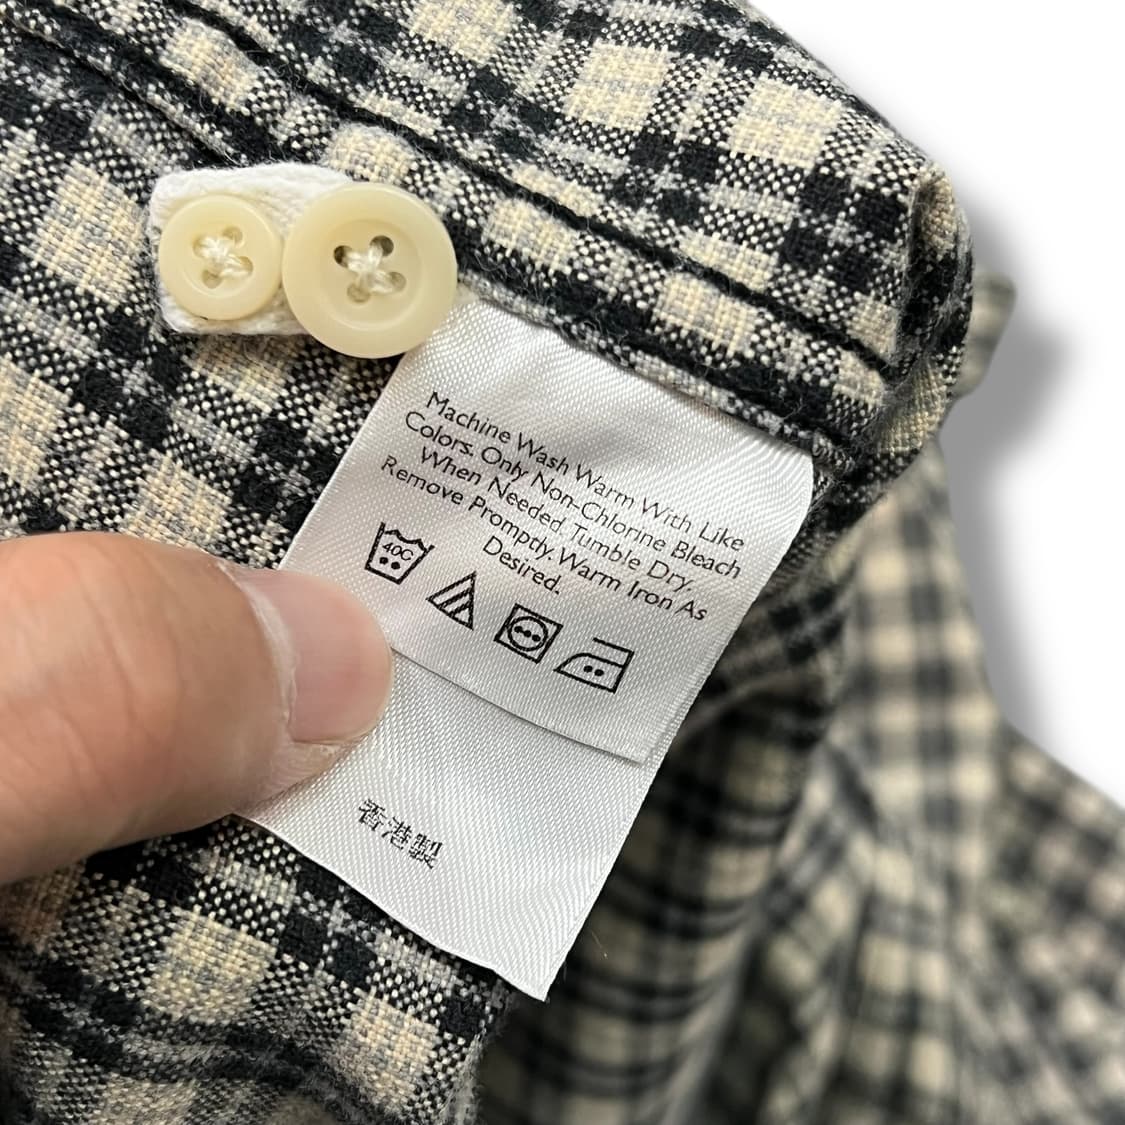 Machine Wash Warm With Like
Colors. Only Non-Chlorine Bleach
When Needed. Tumble Dry.
Remove Promptly. Warm Iron As
Desired.
40C
香港製